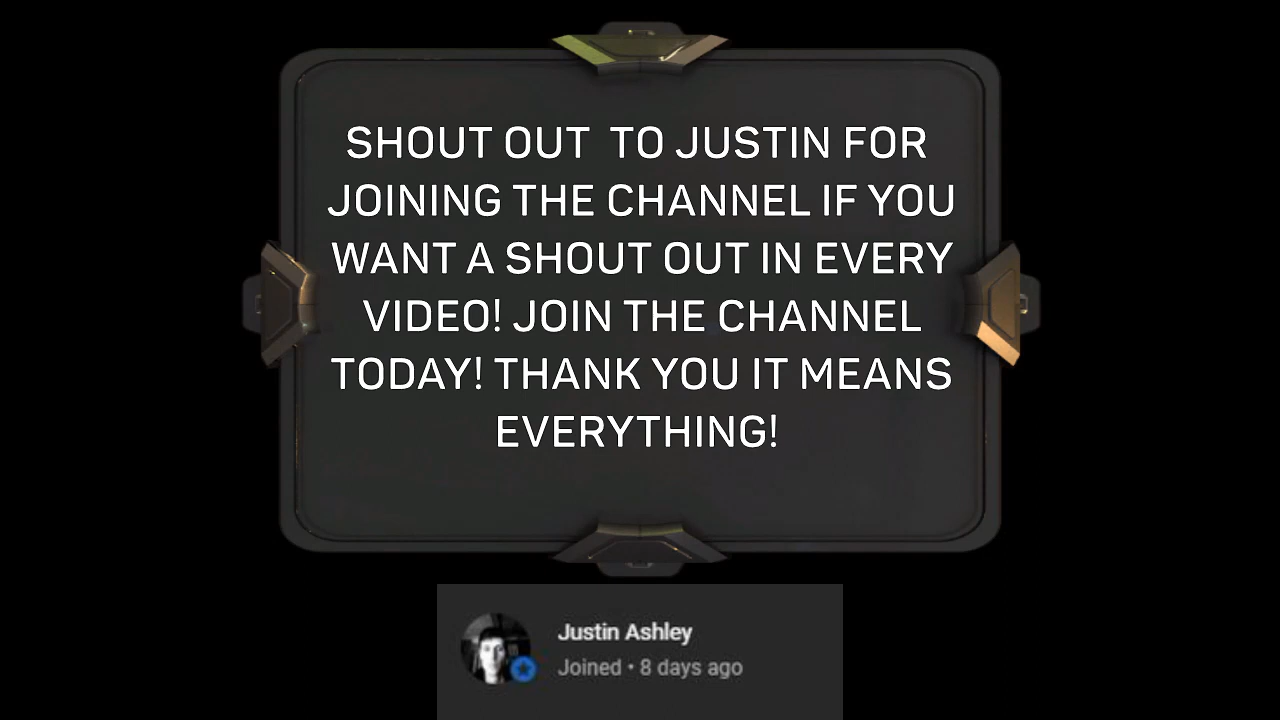 SHOUT OUT  TO JUSTIN FOR
JOINING THE CHANNEL IF YOU
WANT A SHOUT OUT IN EVERY
VIDEO! JOIN THE CHANNEL
TODAY! THANK YOU IT MEANS
EVERYTHING!
Justin Ashley
Joined • 8 days ago